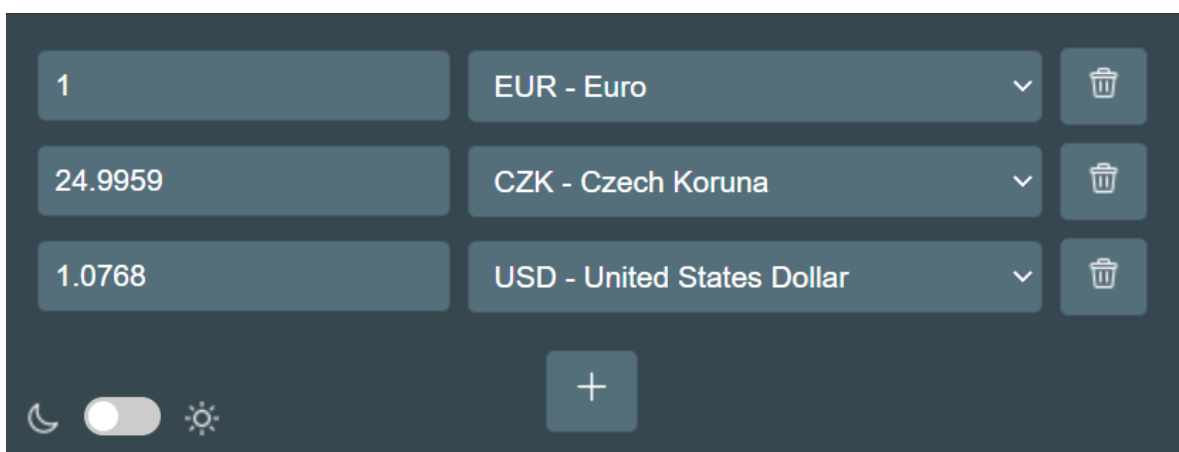 1 EUR - Euro
24.9959 CZK - Czech Koruna
1.0768 USD - United States Dollar